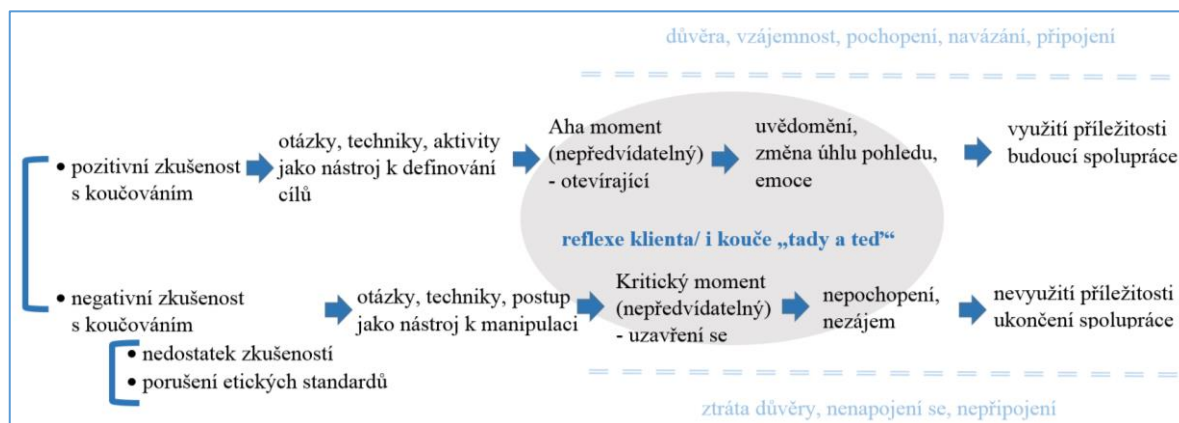 důvěra, vzájemnost, pochopení, navázání, připojení
• pozitivní zkušenost
s koučováním
otázky, techniky, aktivity
jako nástroj k definování
cílů
Aha moment
(nepředvídatelný)
- otevírající
uvědomění,
změna úhlu pohledu,
emoce
využití příležitosti
budoucí spolupráce
reflexe klienta/ i kouče „tady a teď“
• negativní zkušenost
s koučováním
• nedostatek zkušeností
• porušení etických standardů
otázky, techniky, postup
jako nástroj k manipulaci
Kritický moment
(nepředvídatelný)
- uzavření se
nepochopení,
nezájem
nevyužití příležitosti
ukončení spolupráce
ztráta důvěry, nenapojení se, nepřipojení